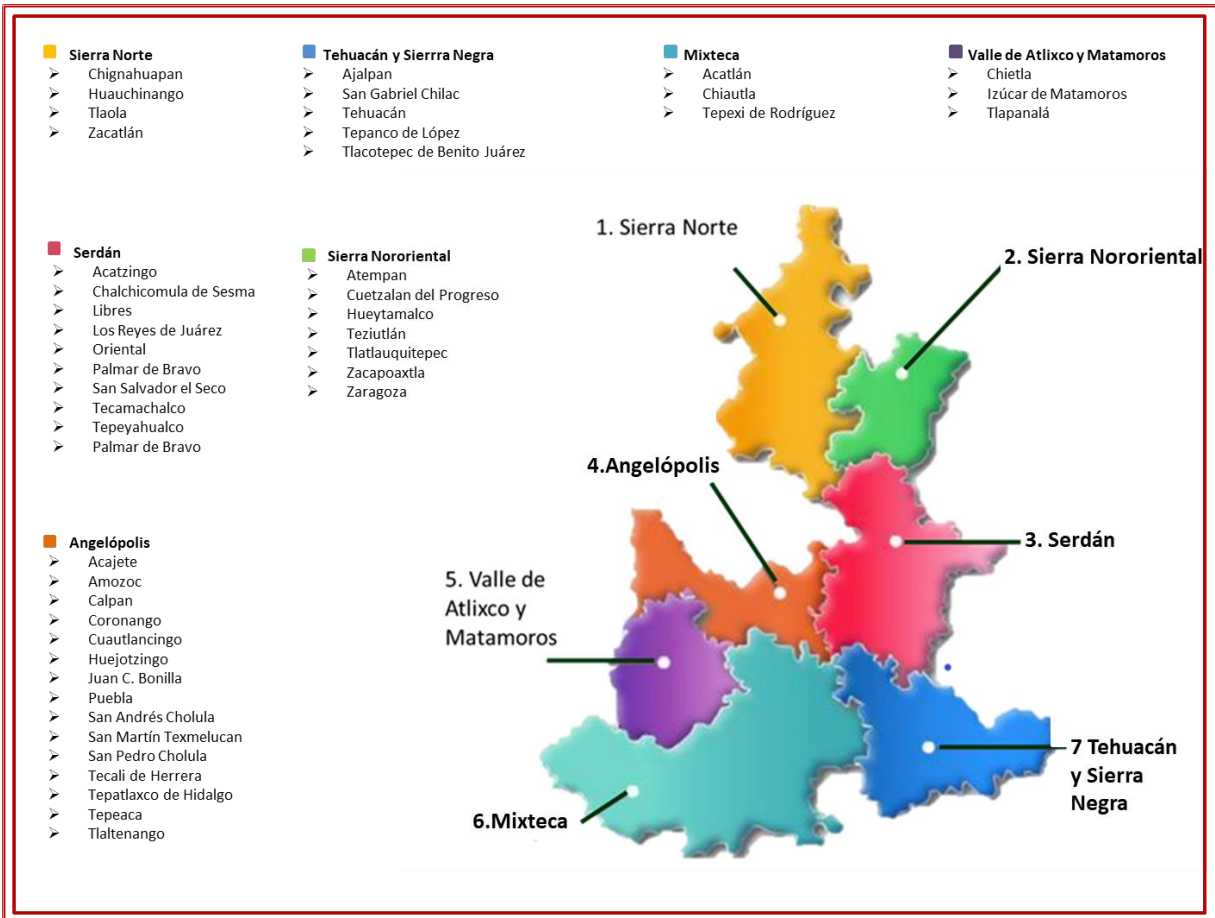 Sierra Norte
Chignahuapan
Huauchinango
Tlaola
Zacatlán
Tehuacán y Sierrra Negra
Ajalpan
San Gabriel Chilac
Tehuacán
Tepanco de López
Tlacotepec de Benito Juárez
Mixteca
Acatlán
Chiautla
Tepexi de Rodríguez
Valle de Atlixco y Matamoros
Chietla
Izúcar de Matamoros
Tlapanalá
Serdán
Acatzingo
Chalchicomula de Sesma
Libres
Los Reyes de Juárez
Oriental
Palmar de Bravo
San Salvador el Seco
Tecamachalco
Tepeyahualco
Palmar de Bravo
Sierra Nororiental
Atempan
Cuetzalan del Progreso
Hueytamalco
Teziutlán
Tlatlauquitepec
Zacapoaxtla
Zaragoza
Angelópolis
Acajete
Amozoc
Calpan
Coronango
Cuautlancingo
Huejotzingo
Juan C. Bonilla
Puebla
San Andrés Cholula
San Martín Texmelucan
San Pedro Cholula
Tecali de Herrera
Tepatlaxco de Hidalgo
Tepeaca
Tlaltenango
1. Sierra Norte
2. Sierra Nororiental
4.Angelópolis
3. Serdán
5. Valle de
Atlixco y
Matamoros
7 Tehuacán
y Sierra
Negra
6.Mixteca